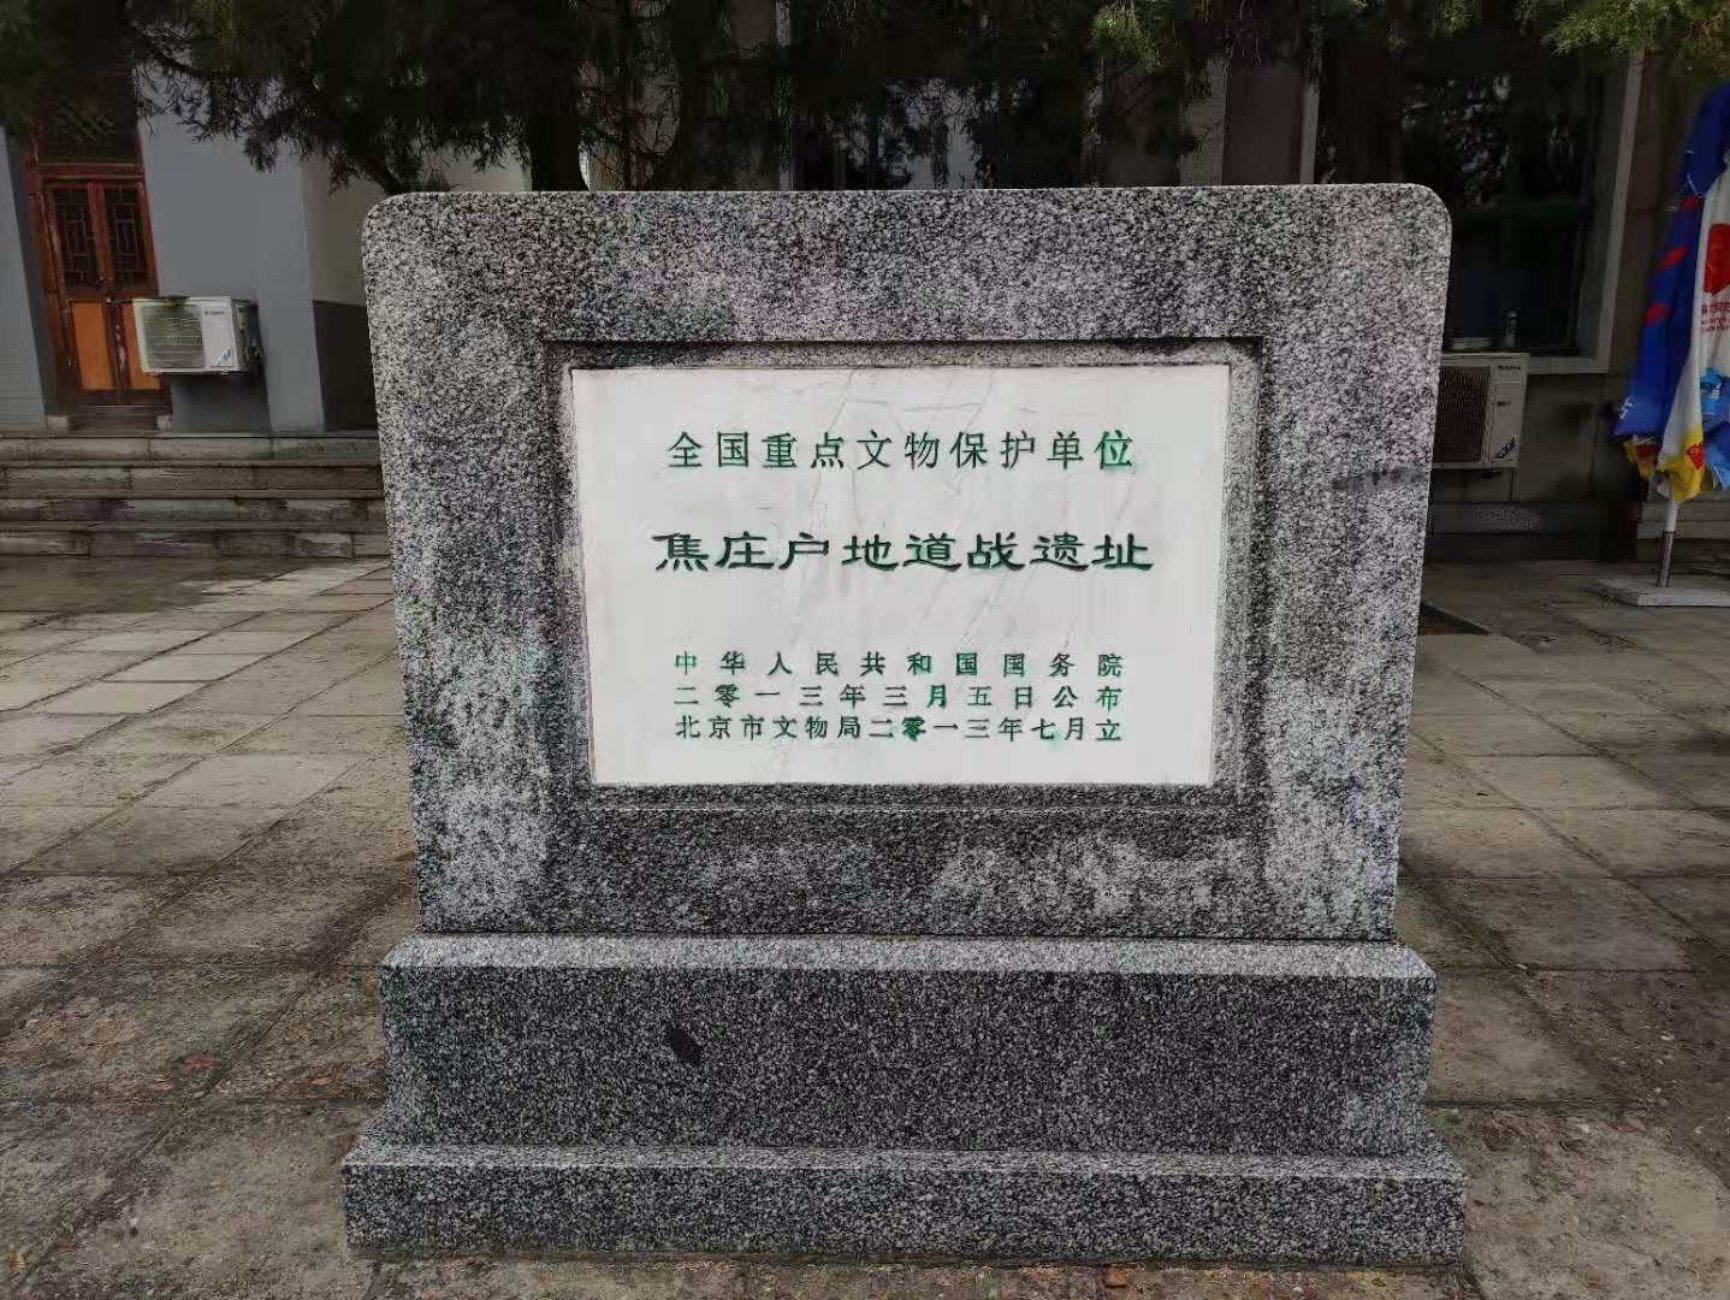 全国重点文物保护单位
焦庄户地道战遗址
中华人民共和国国务院
二零一三年三月五日公布
北京市文物局二零一三年七月立